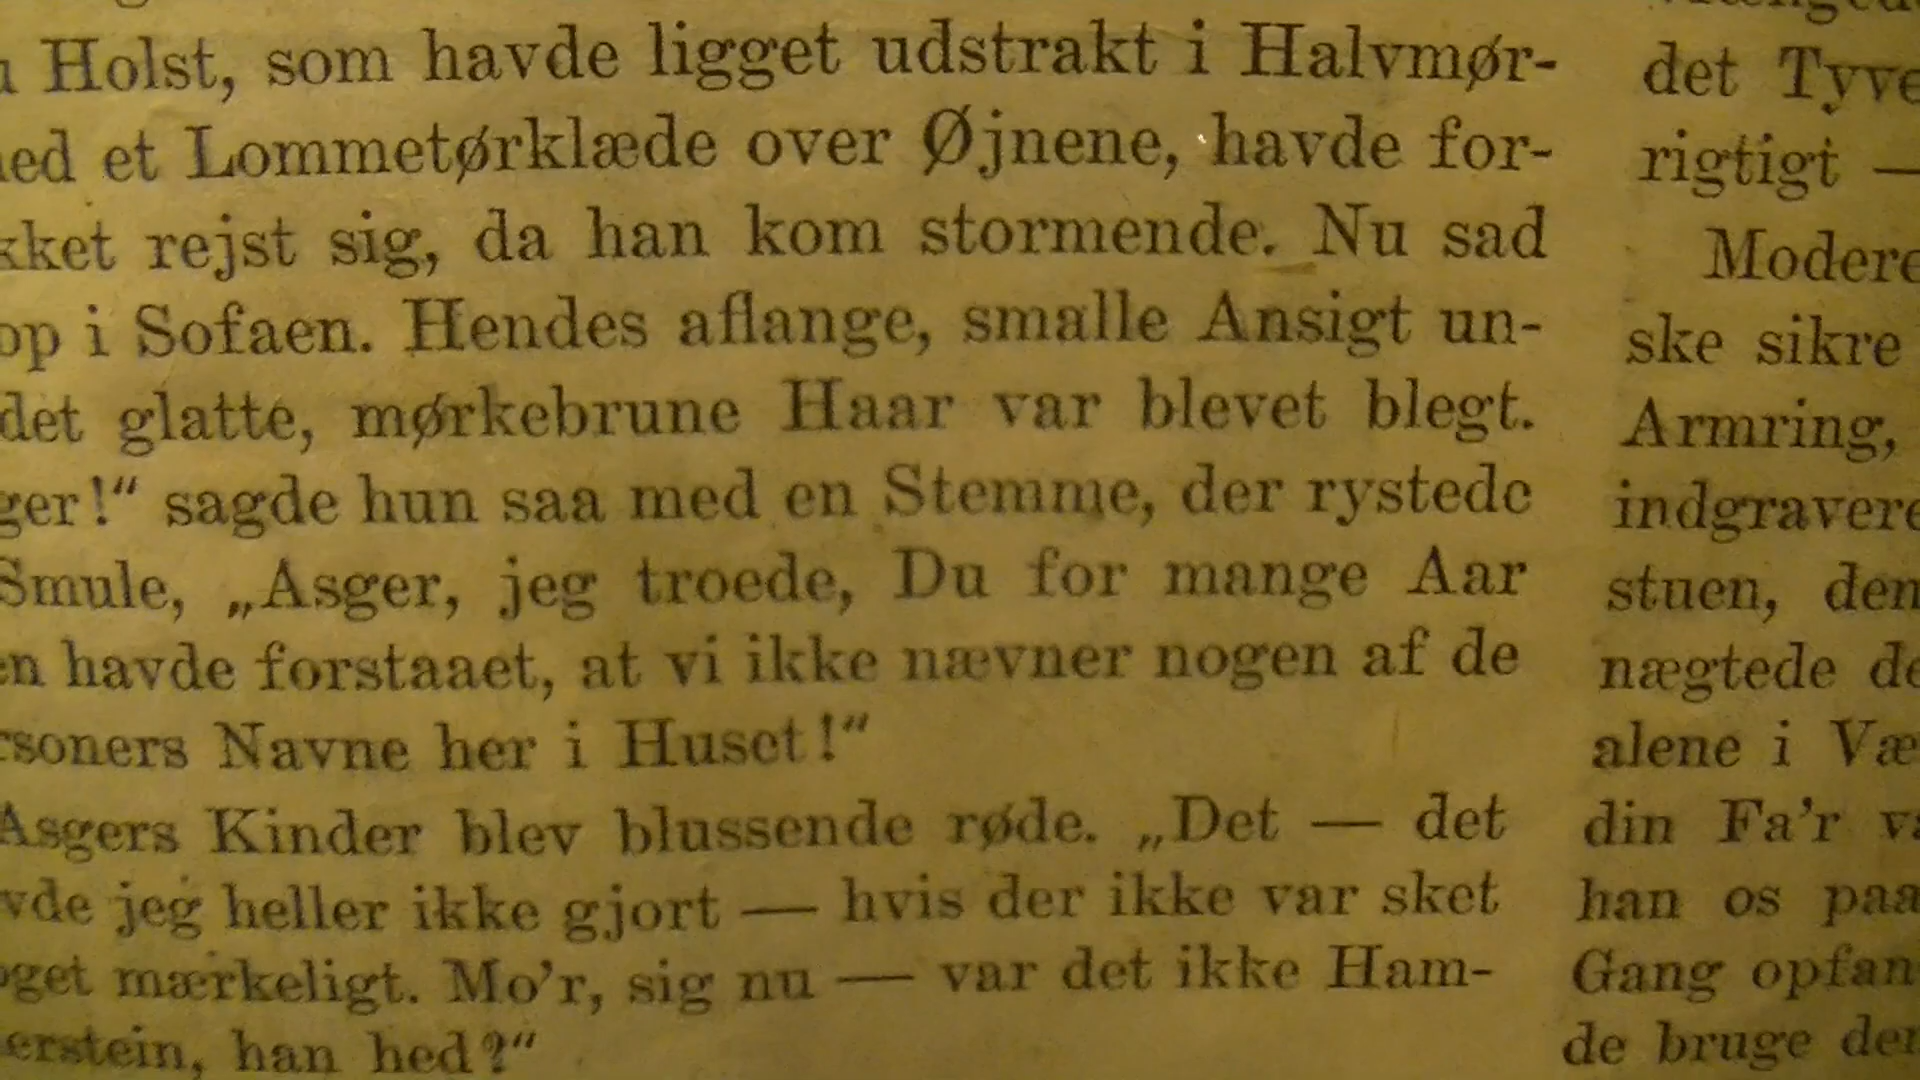 Holst, som havde ligget udstrakt i Halvmør-
et Lommetørklæde over Øjnene, havde for-
rejst sig, da han kom stormende. Nu sad
op i Sofaen. Hendes aflange, smalle Ansigt un-
det glatte, mørkebrune Haar var blevet blegt.
ger!“ sagde hun saa med en Stemme, der rystede
Smule, „Asger, jeg troede, Du for mange Aar
en havde forstaaet, at vi ikke nævner nogen af de
rsoners Navne her i Huset!“
Asgers Kinder blev blussende røde. „Det — det
vde jeg heller ikke gjort — hvis der ikke var sket
oget mærkeligt. Mo’r, sig nu — var det ikke Ham-
erstein, han hed?“
det Tyve
rigtigt —
Modere
ske sikre
Armring,
indgravere
stuen, den
nægtede de
alene i Væ
din Fa’r va
han os paa
Gang opfan
de bruge der